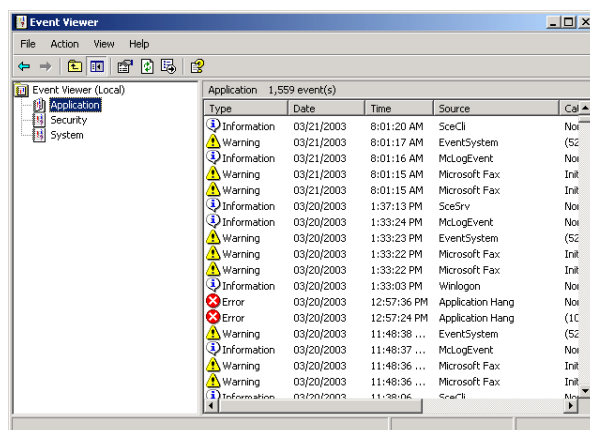 Event Viewer
File Action View Help
Event Viewer (Local)
Application
Security
System
Application 1,559 event(s)
Type Date Time Source
Information 03/21/2003 8:01:20 AM SceCli
Warning 03/21/2003 8:01:17 AM EventSystem (52
Information 03/21/2003 8:01:16 AM McLogEvent
Warning 03/21/2003 8:01:15 AM Microsoft Fax Init
Warning 03/21/2003 8:01:15 AM Microsoft Fax Init
Information 03/20/2003 1:37:13 PM SceSrv
Information 03/20/2003 1:33:24 PM McLogEvent
Warning 03/20/2003 1:33:23 PM EventSystem (52
Warning 03/20/2003 1:33:22 PM Microsoft Fax Init
Warning 03/20/2003 1:33:22 PM Microsoft Fax Init
Information 03/20/2003 1:33:03 PM Winlogon
Error 03/20/2003 12:57:36 PM Application Hang
Error 03/20/2003 12:57:24 PM Application Hang (10
Warning 03/20/2003 11:48:38 ... EventSystem (52
Information 03/20/2003 11:48:37 ... McLogEvent
Warning 03/20/2003 11:48:36 ... Microsoft Fax Init
Warning 03/20/2003 11:48:36 ... Microsoft Fax Init
Information 03/20/2003 11:38:06 SceCli